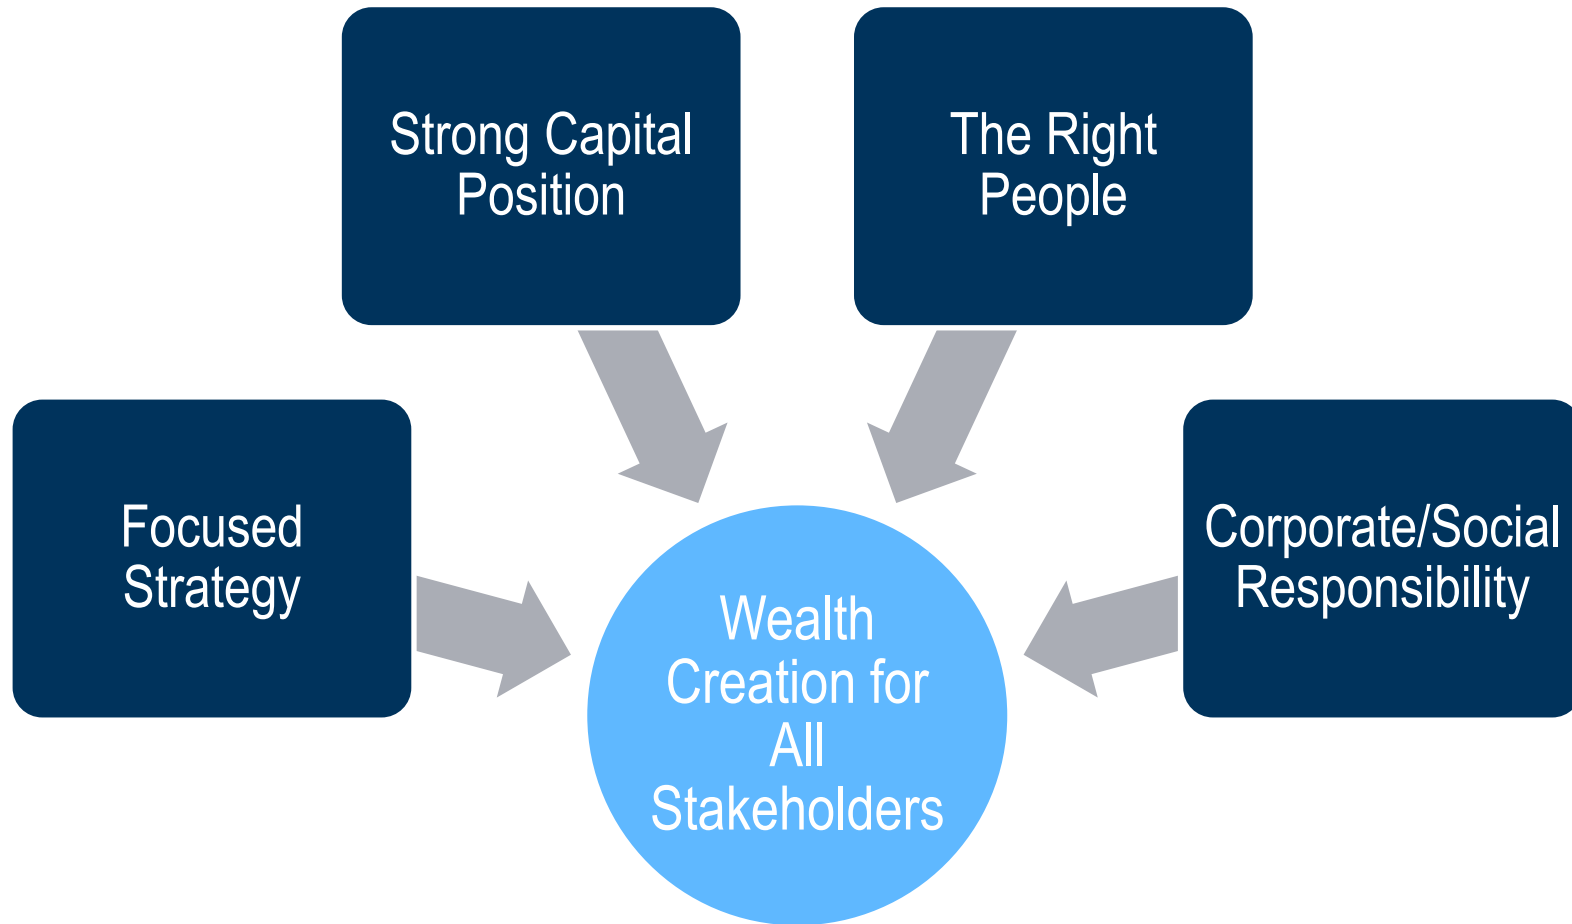 Strong Capital
Position
The Right
People
Focused
Strategy
Corporate/Social
Responsibility
Wealth
Creation for
All
Stakeholders